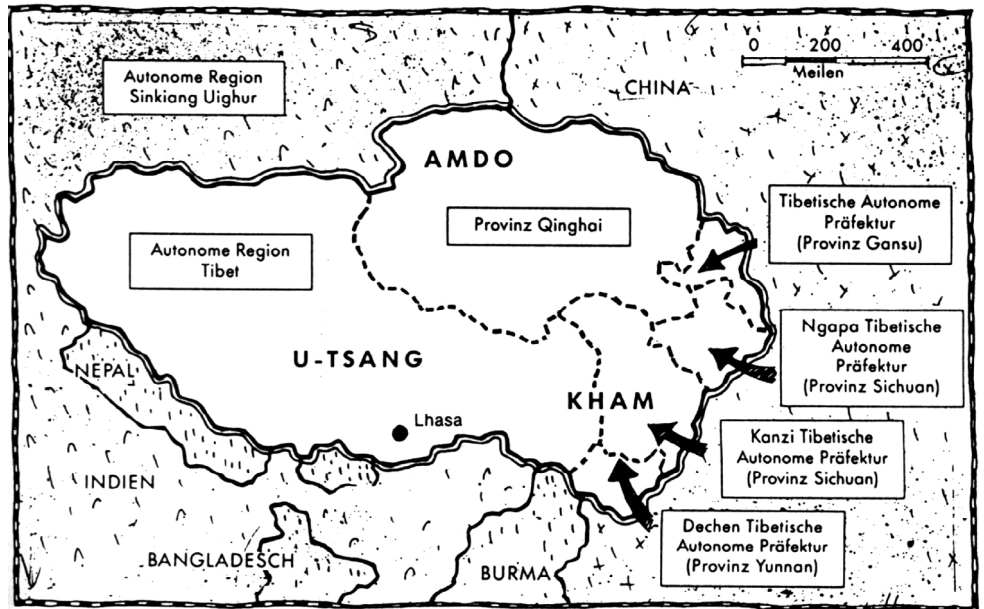 0 200 400
Meilen
CHINA
Autonome Region
Sinkiang Uighur
AMDO
Tibetische Autonome
Präfektur
(Provinz Gansu)
Provinz Qinghai
Autonome Region
Tibet
Ngapa Tibetische
Autonome
Präfektur
(Provinz Sichuan)
U-TSANG
NEPAL
KHAM
Lhasa
Kanzi Tibetische
Autonome Präfektur
(Provinz Sichuan)
INDIEN
Dechen Tibetische
Autonome Präfektur
(Provinz Yunnan)
BANGLADESCH
BURMA